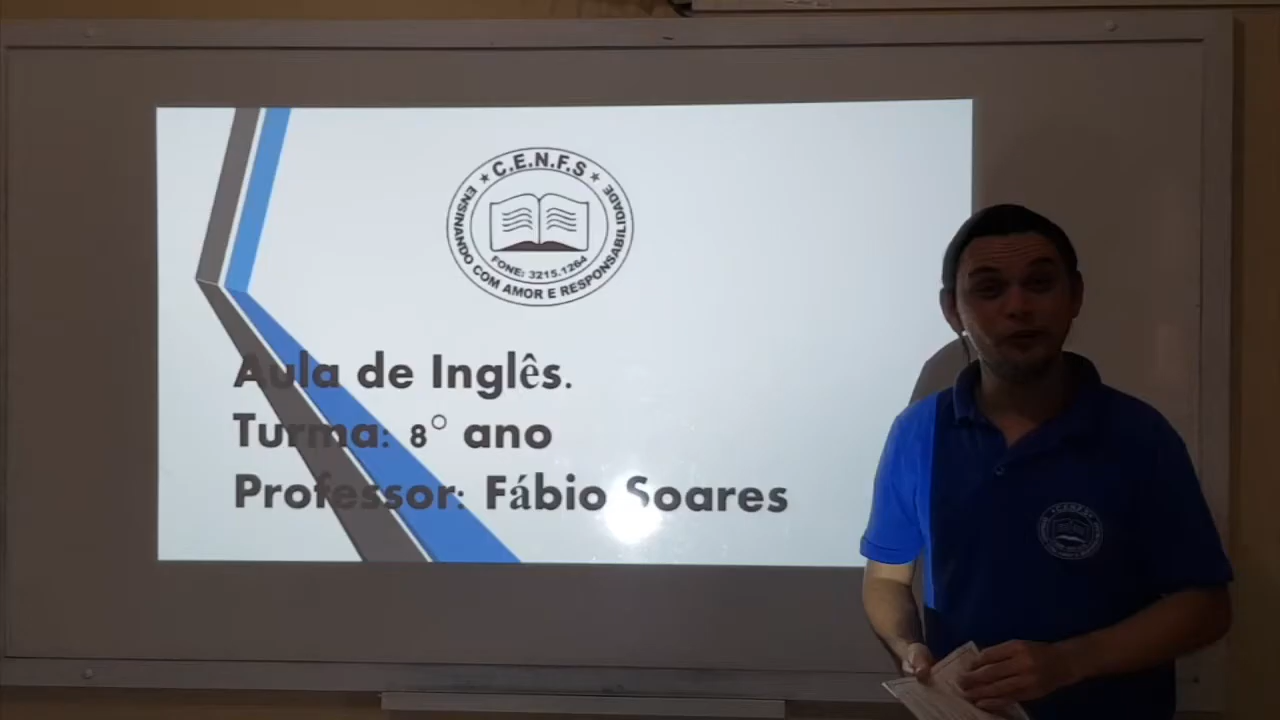 ★ C.E.N.F.S ★
ENSINANDO COM AMOR E RESPONSABILIDADE
FONE: 3215.1264
Aula de Inglês.
Turma: 8° ano
Professor: Fábio Soares
C.E.N.F.S